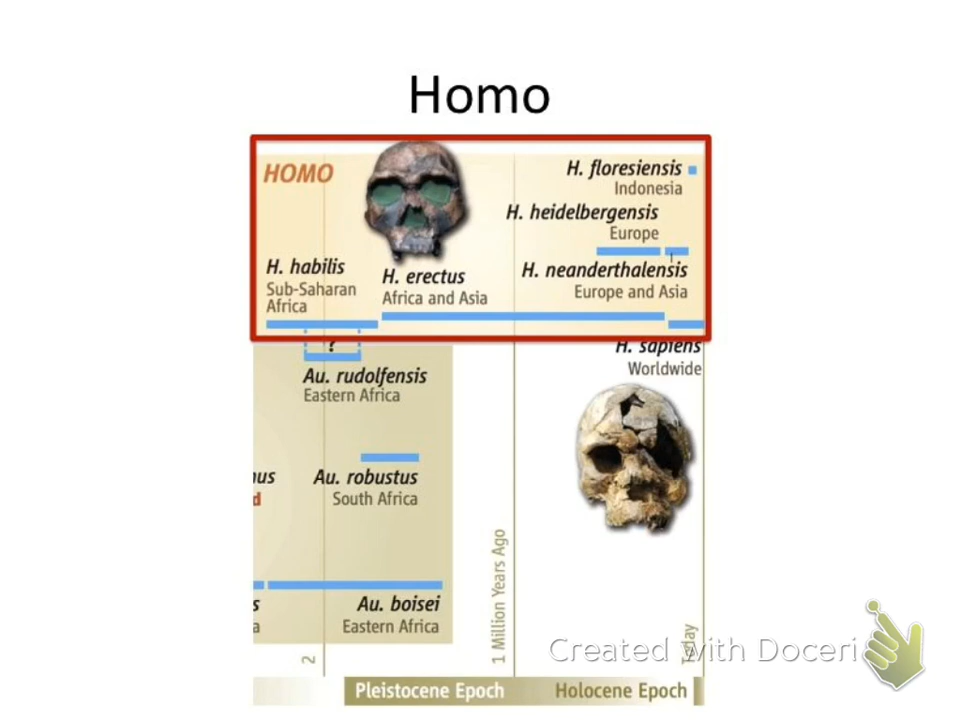 Homo
HOMO
H. floresiensis
Indonesia
H. heidelbergensis
Europe
H. habilis
Sub-Saharan
Africa
H. erectus
Africa and Asia
H. neanderthalensis
Europe and Asia
?
H. sapiens
Worldwide
Au. rudolfensis
Eastern Africa
nus
d
Au. robustus
South Africa
s
a
Au. boisei
Eastern Africa
2
1 Million Years Ago
Today
Created with Doceri
Pleistocene Epoch
Holocene Epoch